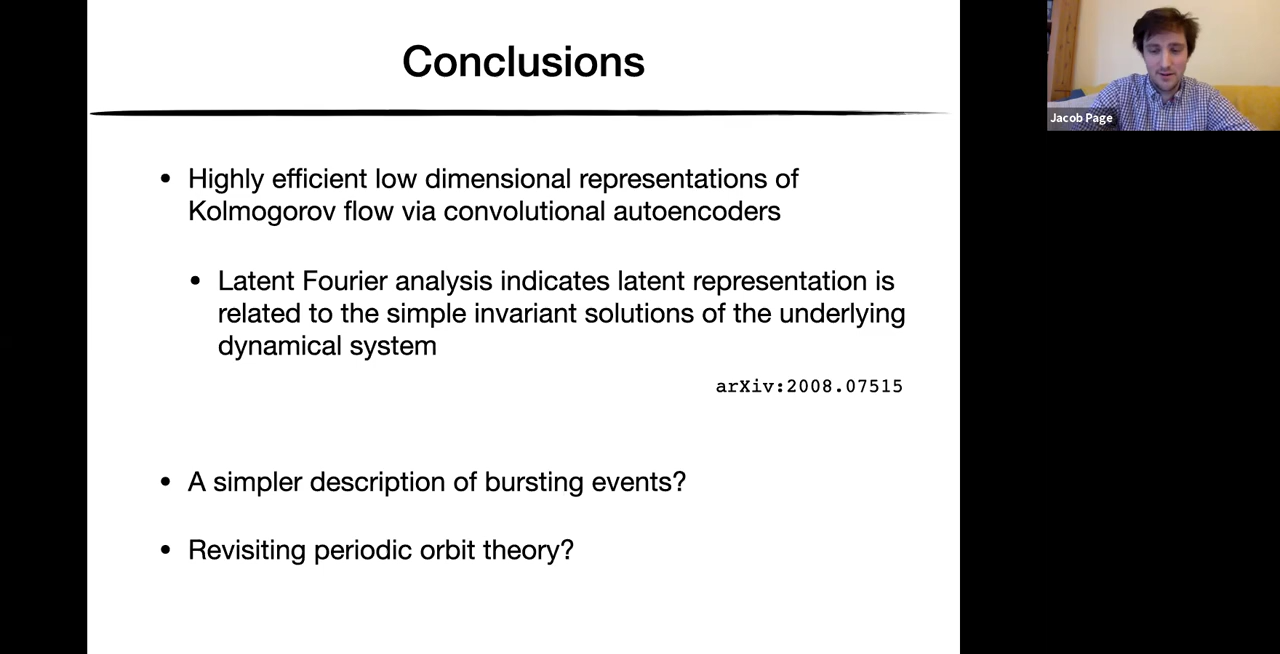 Conclusions
• Highly efficient low dimensional representations of
Kolmogorov flow via convolutional autoencoders
• Latent Fourier analysis indicates latent representation is
related to the simple invariant solutions of the underlying
dynamical system
arXiv:2008.07515
• A simpler description of bursting events?
• Revisiting periodic orbit theory?
Jacob Page